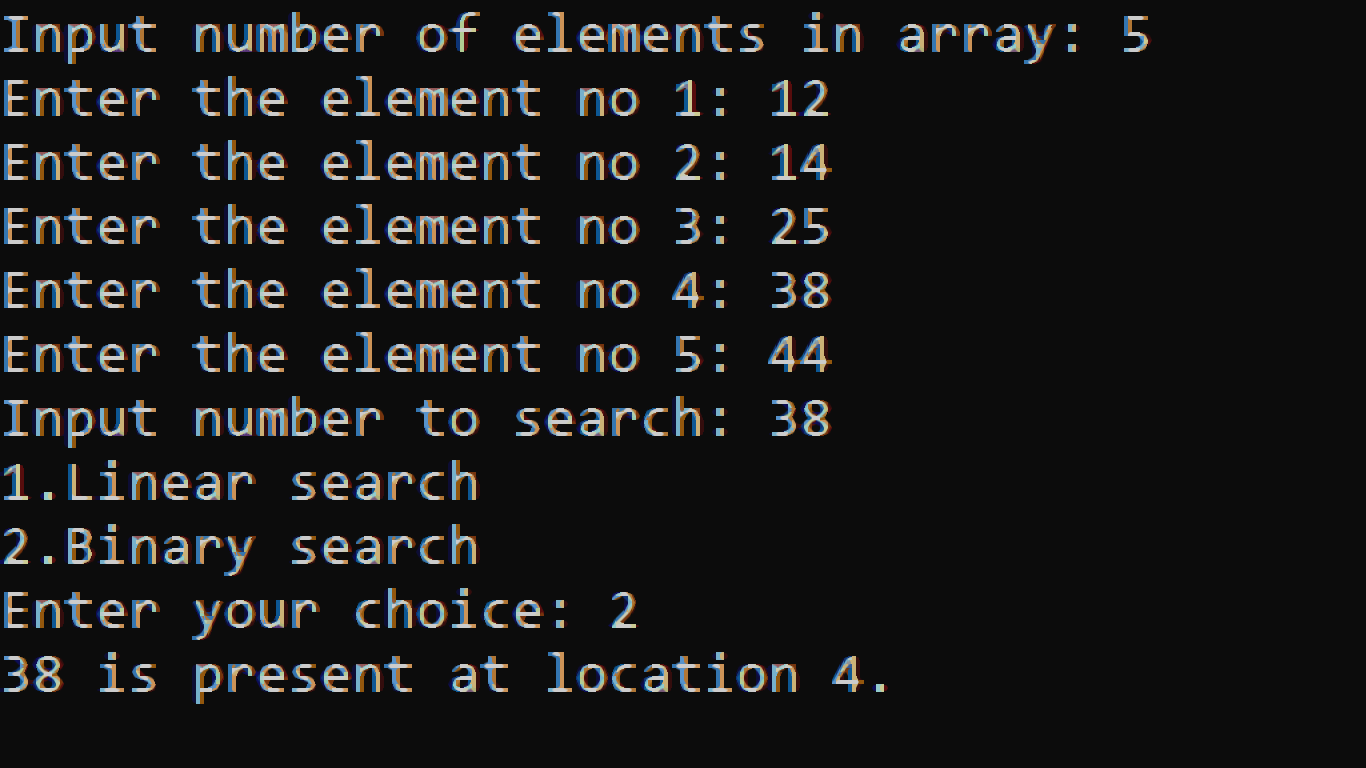 Input number of elements in array: 5
Enter the element no 1: 12
Enter the element no 2: 14
Enter the element no 3: 25
Enter the element no 4: 38
Enter the element no 5: 44
Input number to search: 38
1.Linear search
2.Binary search
Enter your choice: 2
38 is present at location 4.